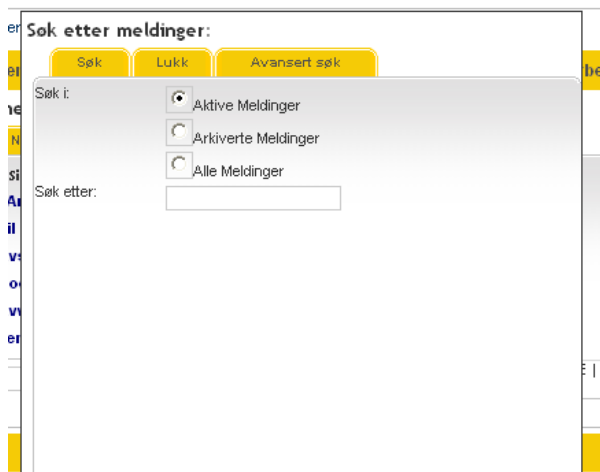 Søk etter meldinger:
Søk Lukk Avansert søk
Søk i:
Aktive Meldinger
Arkiverte Meldinger
Alle Meldinger
Søk etter: